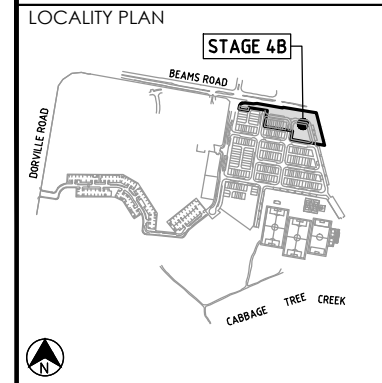 LOCALITY PLAN
STAGE 4B
BEAMS ROAD
DORVILLE ROAD
CABBAGE TREE CREEK
N